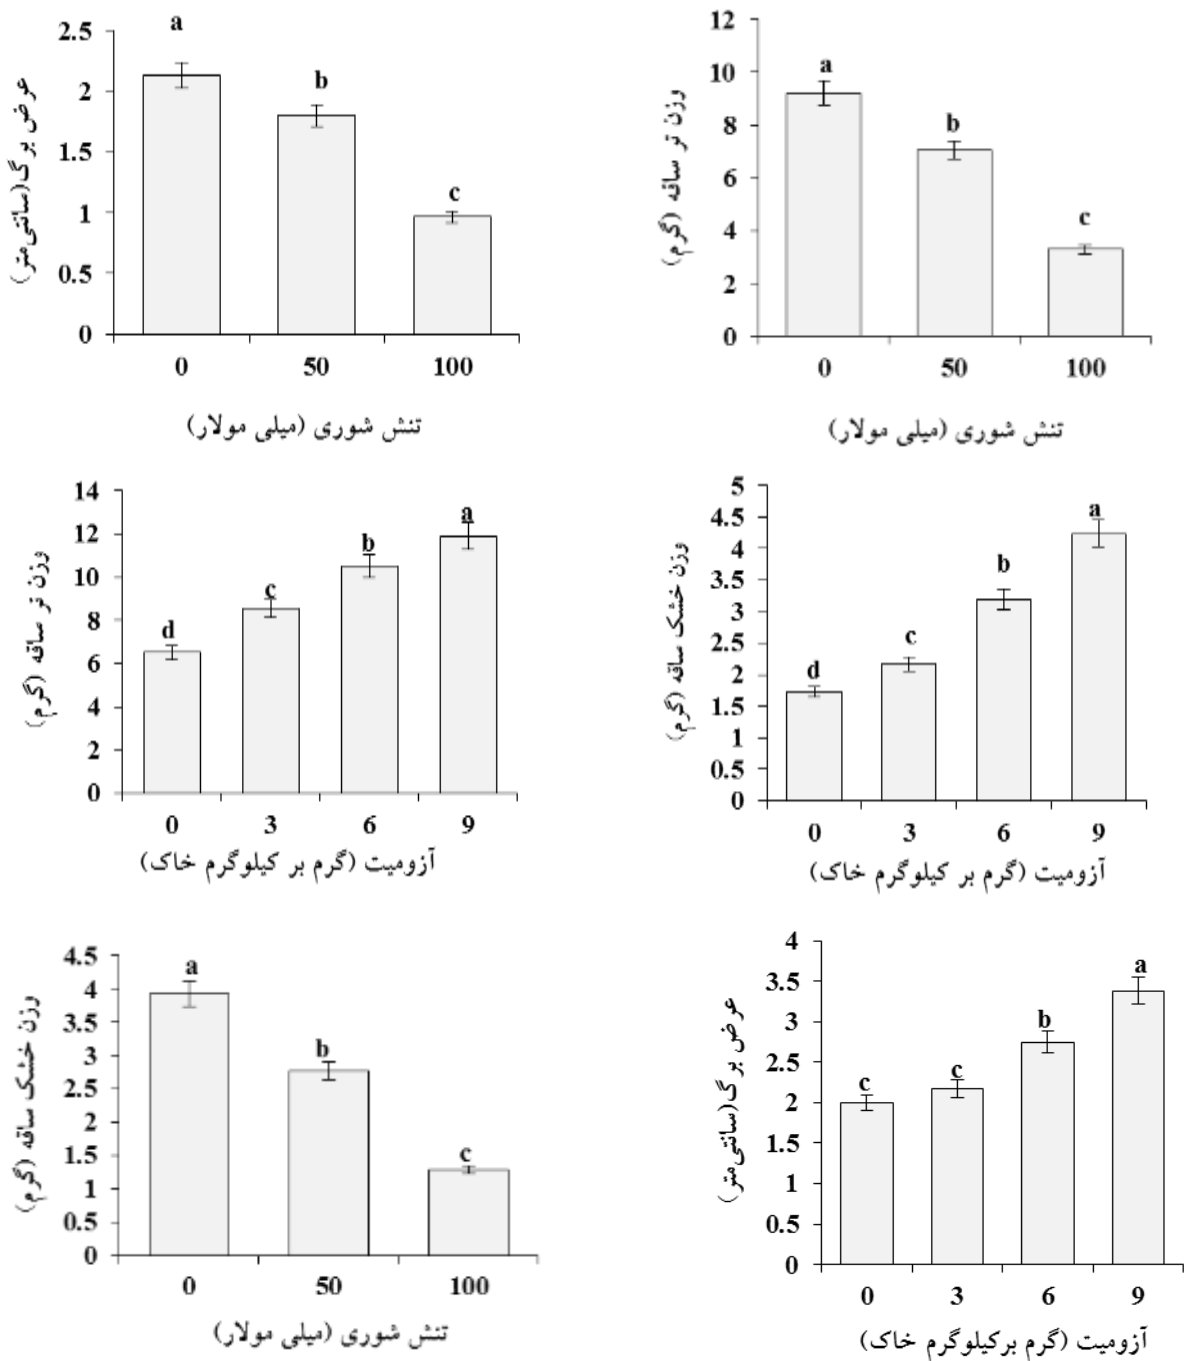 عرض برگ(سانتی‌متر)
2.5
2
1.5
1
0.5
0
a
b
c
0 50 100
تنش شوری (میلی مولار)
وزن تر ساقه (گرم)
12
10
8
6
4
2
0
a
b
c
0 50 100
تنش شوری (میلی مولار)
وزن تر ساقه (گرم)
14
12
10
8
6
4
2
0
d
c
b
a
0 3 6 9
آزومیت (گرم بر کیلوگرم خاک)
وزن خشک ساقه (گرم)
5
4.5
4
3.5
3
2.5
2
1.5
1
0.5
0
d
c
b
a
0 3 6 9
آزومیت (گرم بر کیلوگرم خاک)
وزن خشک ساقه (گرم)
4.5
4
3.5
3
2.5
2
1.5
1
0.5
0
a
b
c
0 50 100
تنش شوری (میلی مولار)
عرض برگ(سانتی‌متر)
4
3.5
3
2.5
2
1.5
1
0.5
0
c
c
b
a
0 3 6 9
آزومیت (گرم برکیلوگرم خاک)